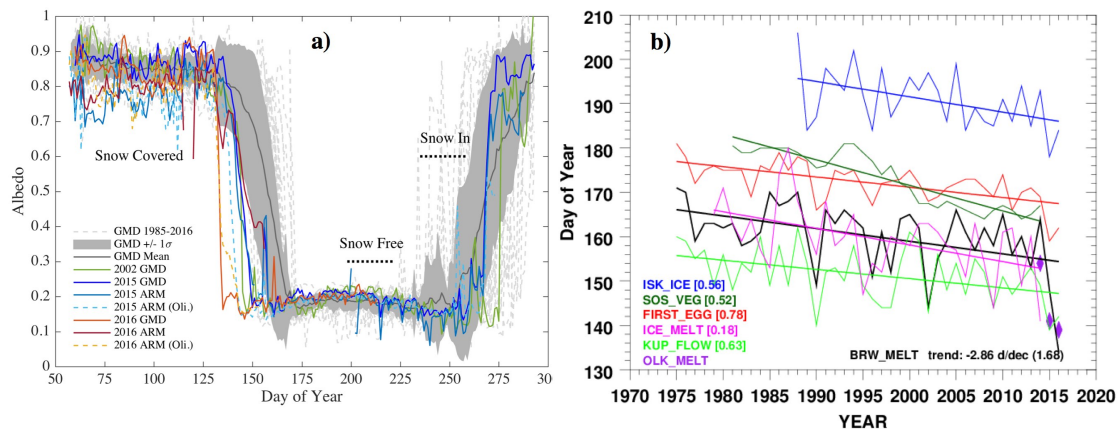 a)
1
0.9
0.8
0.7
0.6
0.5
0.4
0.3
0.2
0.1
0
Albedo
Snow Covered
Snow In
Snow Free
GMD 1985-2016
GMD +/- 1σ
GMD Mean
2002 GMD
2015 GMD
2015 ARM
2015 ARM (Oli.)
2016 GMD
2016 ARM
2016 ARM (Oli.)
50 75 100 125 150 175 200 225 250 275 30
Day of Year
b)
210
200
190
180
170
160
150
140
130
Day of Year
ISK_ICE [0.56]
SOS_VEG [0.52]
FIRST_EGG [0.78]
ICE_MELT [0.18]
KUP_FLOW [0.63]
OLK_MELT
BRW_MELT trend: -2.86 d/dec (1.68)
1970 1975 1980 1985 1990 1995 2000 2005 2010 2015 2020
YEAR